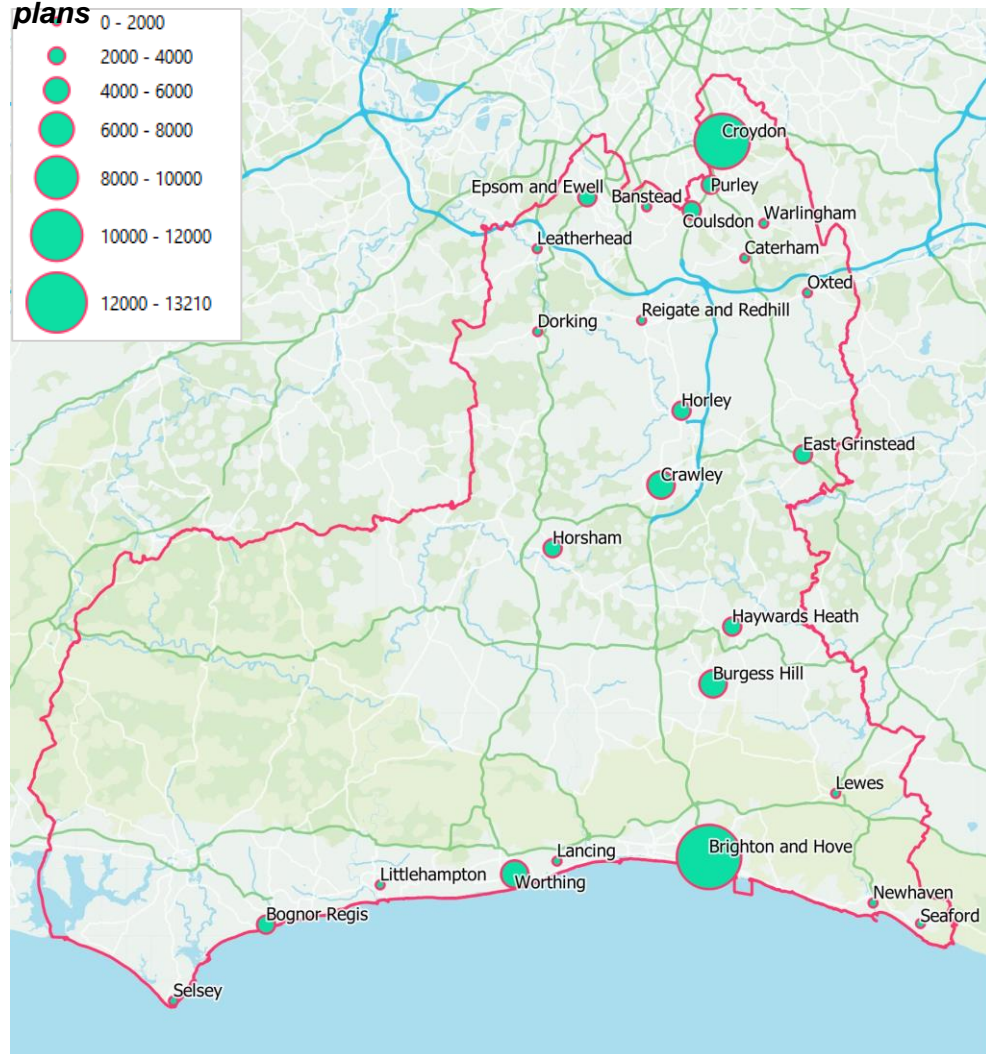 plans
0 - 2000
2000 - 4000
4000 - 6000
6000 - 8000
8000 - 10000
10000 - 12000
12000 - 13210
Croydon
Purley
Epsom and Ewell
Banstead
Coulsdon
Warlingham
Leatherhead
Caterham
Oxted
Dorking
Reigate and Redhill
Horley
East Grinstead
Crawley
Horsham
Haywards Heath
Burgess Hill
Lewes
Brighton and Hove
Lancing
Littlehampton
Worthing
Newhaven
Bognor Regis
Seaford
Selsey